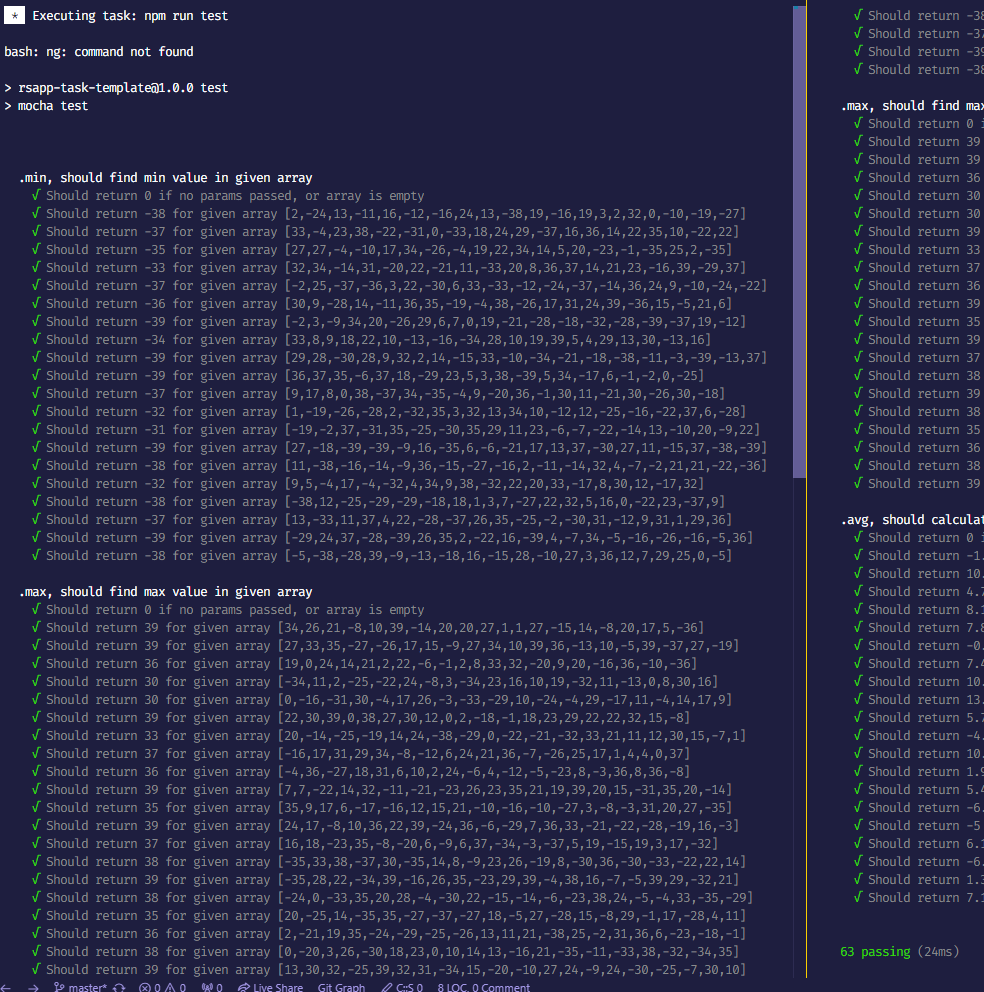 * Executing task: npm run test
bash: ng: command not found
> rsapp-task-template@1.0.0 test
> mocha test
.min, should find min value in given array
√ Should return 0 if no params passed, or array is empty
√ Should return -38 for given array [2,-24,13,-11,16,-12,-16,24,13,-38,19,-16,19,3,2,32,0,-10,-19,-27]
√ Should return -37 for given array [33,-4,23,38,-22,-31,0,-33,18,24,29,-37,16,36,14,22,35,10,-22,22]
√ Should return -35 for given array [27,27,-4,-10,17,34,-26,-4,19,22,34,14,5,20,-23,-1,-35,25,2,-35]
√ Should return -33 for given array [32,34,-14,31,-20,22,-21,11,-33,20,8,36,37,14,21,23,-16,39,-29,37]
√ Should return -37 for given array [-2,25,-37,-36,3,22,-30,6,33,-33,-12,-24,-37,-14,36,24,9,-10,-24,-22]
√ Should return -36 for given array [30,9,-28,14,-11,36,35,-19,-4,38,-26,17,31,24,39,-36,15,-5,21,6]
√ Should return -39 for given array [-2,3,-9,34,20,-26,29,6,7,0,19,-21,-28,-18,-32,-28,-39,-37,19,-12]
√ Should return -34 for given array [33,8,9,18,22,10,-13,-16,-34,28,10,19,39,5,4,29,13,30,-13,16]
√ Should return -39 for given array [29,28,-30,28,9,32,2,14,-15,33,-10,-34,-21,-18,-38,-11,-3,-39,-13,37]
√ Should return -39 for given array [36,37,35,-6,37,18,-29,23,5,3,38,-39,5,34,-17,6,-1,-2,0,-25]
√ Should return -37 for given array [9,17,8,0,38,-37,34,-35,-4,9,-20,36,-1,30,11,-21,30,-26,30,-18]
√ Should return -32 for given array [1,-19,-26,-28,2,-32,35,3,32,13,34,10,-12,12,-25,-16,-22,37,6,-28]
√ Should return -31 for given array [-19,-2,37,-31,35,-25,-30,35,29,11,23,-6,-7,-22,-14,13,-10,20,-9,22]
√ Should return -39 for given array [27,-18,-39,-39,-9,16,-35,6,-6,-21,17,13,37,-30,27,11,-15,37,-38,-39]
√ Should return -38 for given array [11,-38,-16,-14,-9,36,-15,-27,-16,2,-11,-14,32,4,-7,-2,21,21,-22,-36]
√ Should return -32 for given array [9,5,-4,17,-4,-32,4,34,9,38,-32,22,20,33,-17,8,30,12,-17,32]
√ Should return -38 for given array [-38,12,-25,-29,-29,-18,18,1,3,7,-27,22,32,5,16,0,-22,23,-37,9]
√ Should return -37 for given array [13,-33,11,37,4,22,-28,-37,26,35,-25,-2,-30,31,-12,9,31,1,29,36]
√ Should return -39 for given array [-29,24,37,-28,-39,26,35,2,-22,16,-39,4,-7,34,-5,-16,-26,-16,-5,36]
√ Should return -38 for given array [-5,-38,-28,39,-9,-13,-18,16,-15,28,-10,27,3,36,12,7,29,25,0,-5]
.max, should find max value in given array
√ Should return 0 if no params passed, or array is empty
√ Should return 39 for given array [34,26,21,-8,10,39,-14,20,20,27,1,1,27,-15,14,-8,20,17,5,-36]
√ Should return 39 for given array [27,33,35,-27,-26,17,15,-9,27,34,10,39,36,-13,10,-5,39,-37,27,-19]
√ Should return 36 for given array [19,0,24,14,21,2,22,-6,-1,2,8,33,32,-20,9,20,-16,36,-10,-36]
√ Should return 30 for given array [-34,11,2,-25,-22,24,-8,3,-34,23,16,10,19,-32,11,-13,0,8,30,16]
√ Should return 30 for given array [0,-16,-31,30,-4,17,26,-3,-33,-29,10,-24,-4,29,-17,11,-4,14,17,9]
√ Should return 39 for given array [22,30,39,0,38,27,30,12,0,2,-18,-1,18,23,29,22,22,32,15,-8]
√ Should return 33 for given array [20,-14,-25,-19,14,24,-38,-29,0,-22,-21,-32,33,21,11,12,30,15,-7,1]
√ Should return 37 for given array [-16,17,31,29,34,-8,-12,6,24,21,36,-7,-26,25,17,1,4,4,0,37]
√ Should return 36 for given array [-4,36,-27,18,31,6,10,2,24,-6,4,-12,-5,-23,8,-3,36,8,36,-8]
√ Should return 39 for given array [7,7,-22,14,32,-11,-21,-23,26,23,35,21,19,39,20,15,-31,35,20,-14]
√ Should return 35 for given array [35,9,17,6,-17,-16,12,15,21,-10,-16,-10,-27,3,-8,-3,31,20,27,-35]
√ Should return 39 for given array [24,17,-8,10,36,22,39,-24,36,-6,-29,7,36,33,-21,-22,-28,-19,16,-3]
√ Should return 37 for given array [16,18,-23,35,-8,-20,6,-9,6,37,-34,-3,-37,5,19,-15,19,3,17,-32]
√ Should return 38 for given array [-35,33,38,-37,30,-35,14,8,-9,23,26,-19,8,-30,36,-30,-33,-22,22,14]
√ Should return 39 for given array [-35,28,22,-34,39,-16,26,35,-23,29,39,-4,38,16,-7,-5,39,29,-32,21]
√ Should return 38 for given array [-24,0,-33,35,20,28,-4,-30,22,-15,-14,-6,-23,38,24,-5,-4,33,-35,-29]
√ Should return 35 for given array [20,-25,14,-35,35,-27,-37,-27,18,-5,27,-28,15,-8,29,-1,17,-28,4,11]
√ Should return 36 for given array [2,-21,19,35,-24,-29,-25,-26,13,11,21,-38,25,-2,31,36,6,-23,-18,-1]
√ Should return 38 for given array [0,-20,3,26,-30,18,23,0,10,14,13,-16,21,-35,-11,-33,38,-32,-34,35]
√ Should return 39 for given array [13,30,32,-25,39,32,31,-34,15,-20,-10,27,24,-9,24,-30,-25,-7,30,10]
√ Should return -38
√ Should return -37
√ Should return -39
√ Should return -38
.max, should find max
√ Should return 0 i
√ Should return 39
√ Should return 39
√ Should return 36
√ Should return 30
√ Should return 30
√ Should return 39
√ Should return 33
√ Should return 37
√ Should return 36
√ Should return 39
√ Should return 35
√ Should return 39
√ Should return 37
√ Should return 38
√ Should return 39
√ Should return 38
√ Should return 35
√ Should return 36
√ Should return 38
√ Should return 39
.avg, should calculat
√ Should return 0 i
√ Should return -1.
√ Should return 10.
√ Should return 4.7
√ Should return 8.1
√ Should return 7.8
√ Should return -0.
√ Should return 7.4
√ Should return 10.
√ Should return 13.
√ Should return 5.7
√ Should return -4.
√ Should return 10.
√ Should return 1.9
√ Should return 5.4
√ Should return -6.
√ Should return -5
√ Should return 6.1
√ Should return -6.
√ Should return 1.3
√ Should return 7.1
63 passing (24ms)
master* 0 0 0 Live Share Git Graph C::S 0 8 LOC, 0 Comment